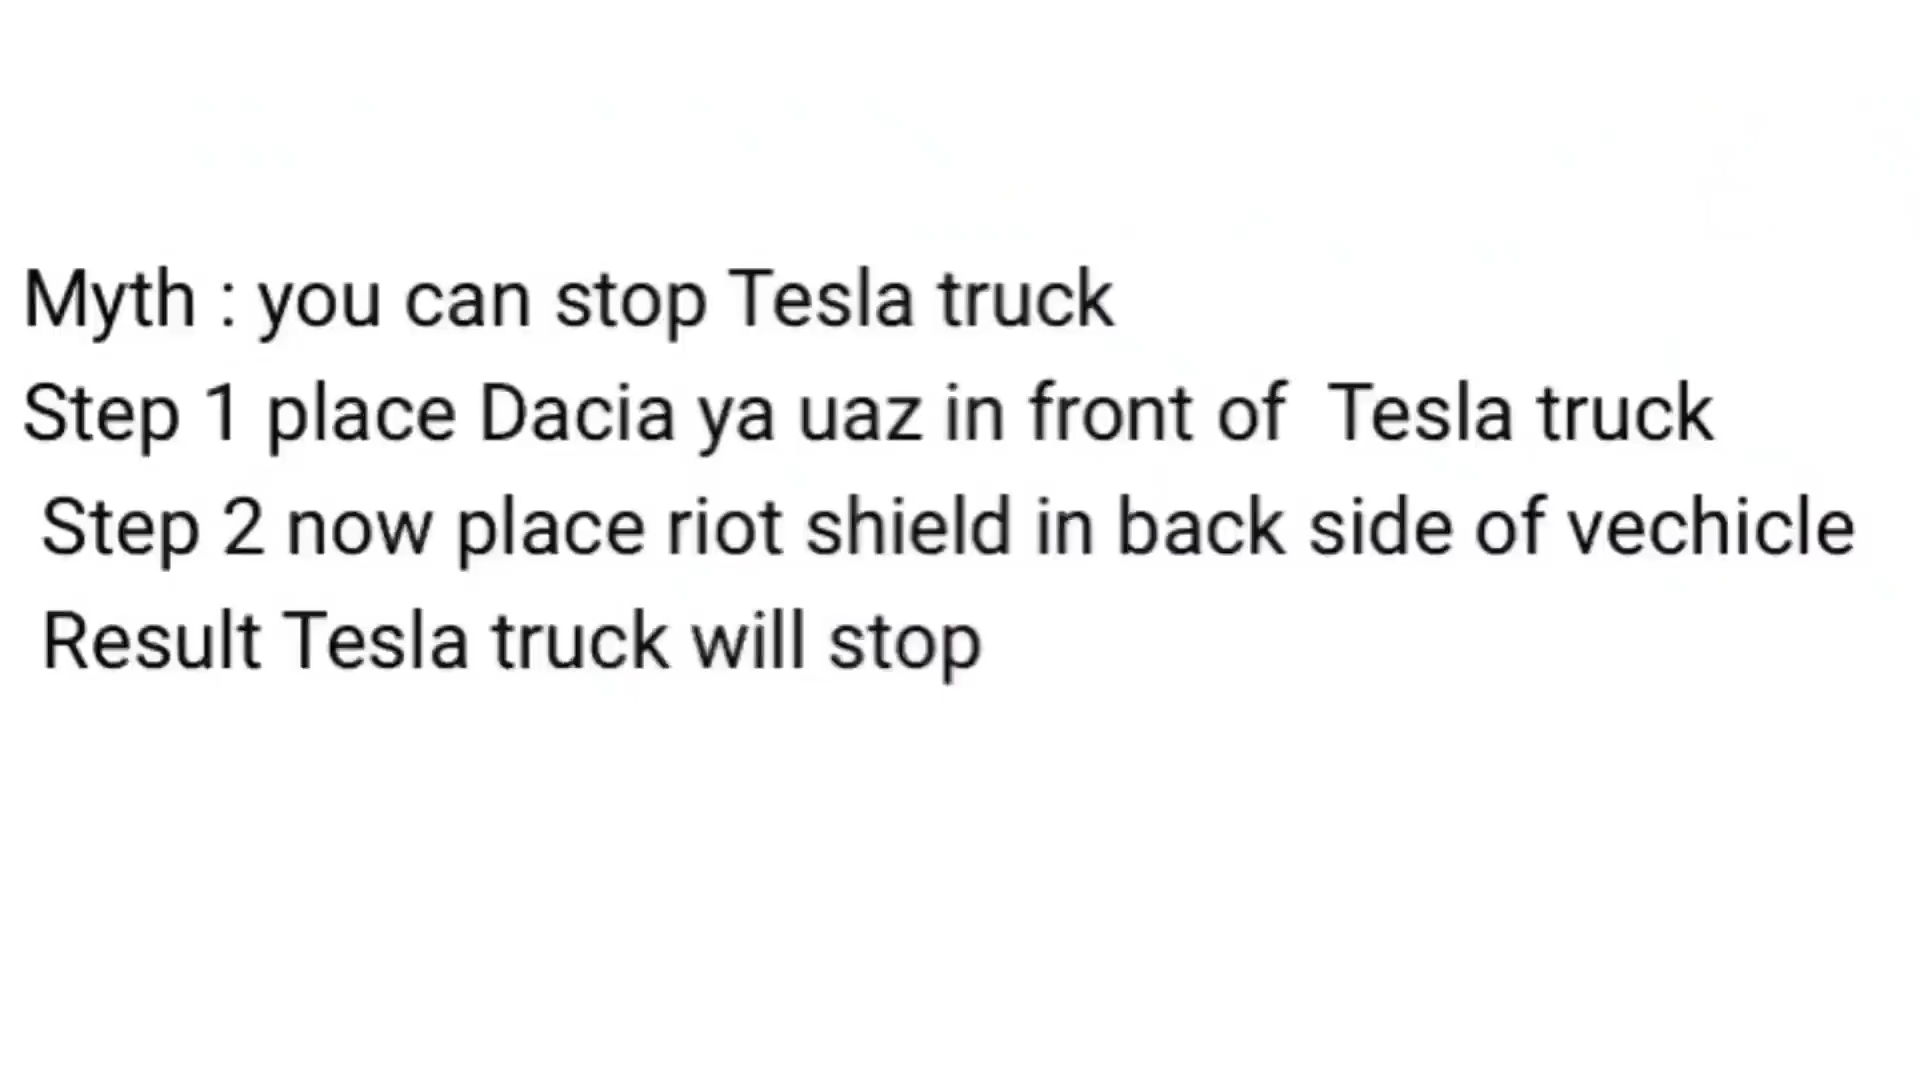 Myth : you can stop Tesla truck
Step 1 place Dacia ya uaz in front of  Tesla truck
Step 2 now place riot shield in back side of vechicle
Result Tesla truck will stop